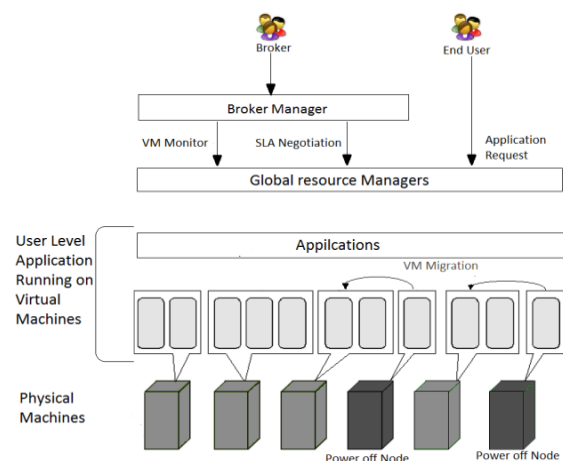 Broker
End User
Broker Manager
VM Monitor
SLA Negotiation
Application
Request
Global resource Managers
User Level
Application
Running on
Virtual
Machines
Appilcations
VM Migration
Physical
Machines
Power off Node
Power off Node